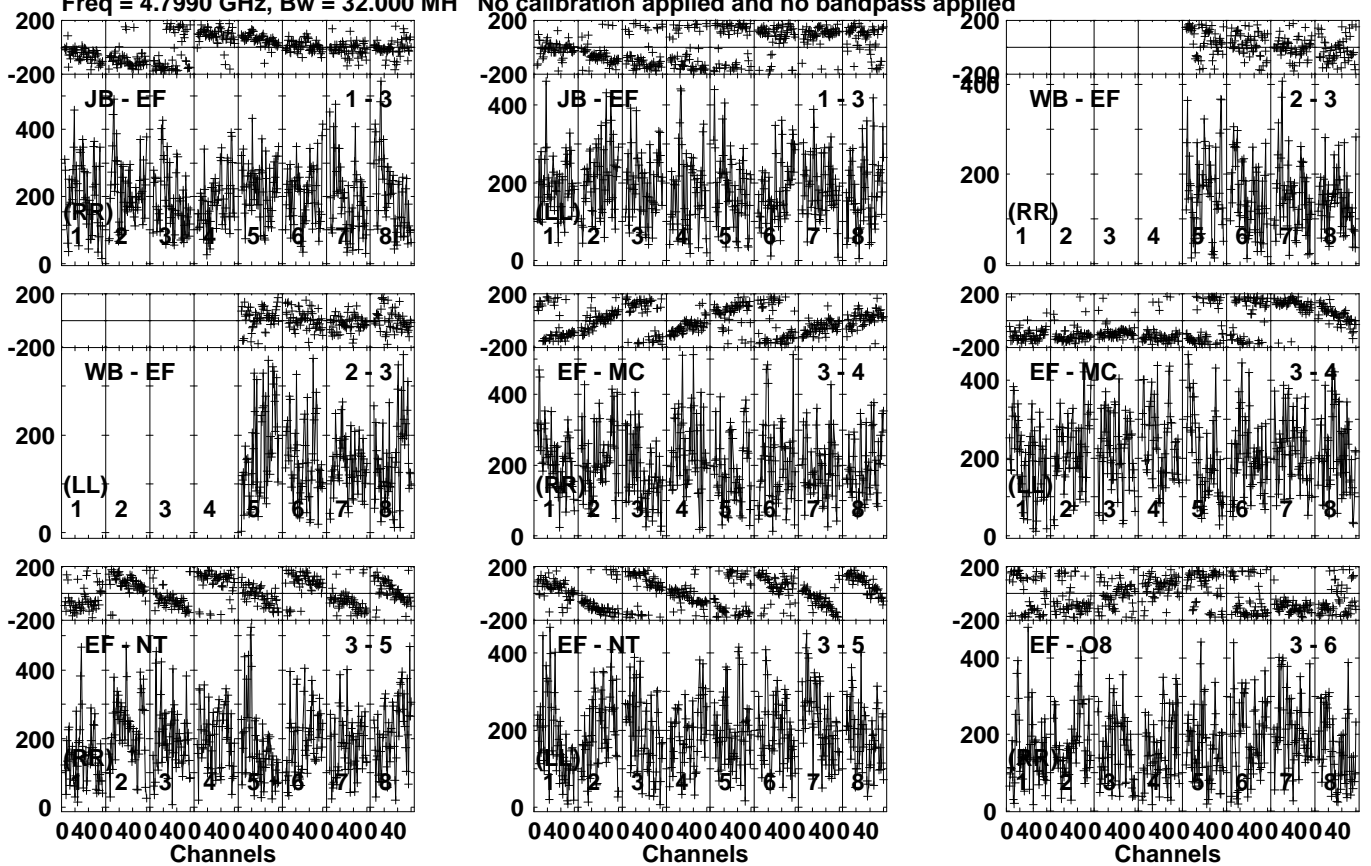 Freq = 4.7990 GHz, Bw = 32.000 MH No calibration applied and no bandpass applied
200
-200
JB - EF 1 - 3
400
200
(RR)
1 2 3 4 5 6 7 8
0
200
-200
JB - EF 1 - 3
400
200
(LL)
1 2 3 4 5 6 7 8
0
200
-200
400
WB - EF 2 - 3
200
(RR)
1 2 3 4 5 6 7 8
0
200
-200
WB - EF 2 - 3
200
(LL)
1 2 3 4 5 6 7 8
0
200
-200
EF - MC 3 - 4
400
200
(RR)
1 2 3 4 5 6 7 8
0
200
-200
EF - MC 3 - 4
400
200
(LL)
1 2 3 4 5 6 7 8
0
200
-200
EF - NT 3 - 5
400
200
(RR)
1 2 3 4 5 6 7 8
0
0 40 0 40 0 40 0 40 0 40 0 40 0 40 0 40
Channels
200
-200
EF - NT 3 - 5
400
200
(LL)
1 2 3 4 5 6 7 8
0
0 40 0 40 0 40 0 40 0 40 0 40 0 40 0 40
Channels
200
-200
EF - O8 3 - 6
400
200
(RR)
1 2 3 4 5 6 7 8
0
0 40 0 40 0 40 0 40 0 40 0 40 0 40 0 40
Channels